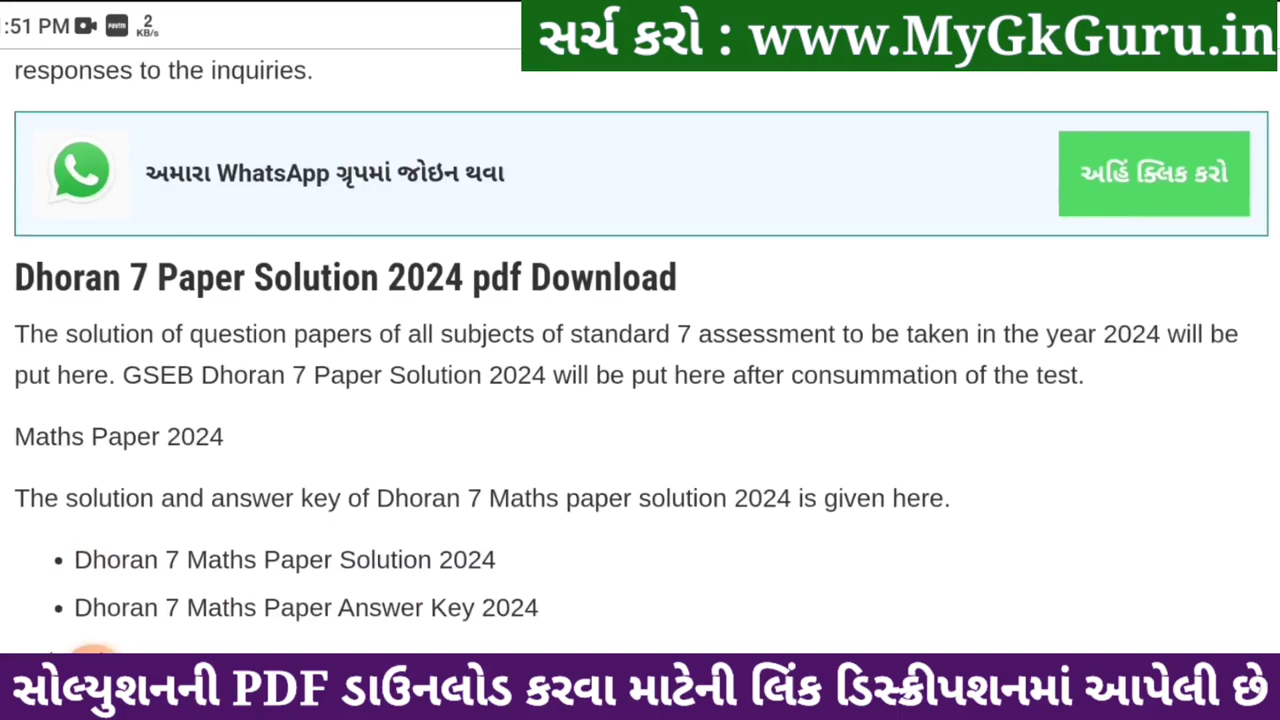 :51 PM 2 KB/s
સર્ચ કરો : www.MyGkGuru.in
responses to the inquiries.
અમારા WhatsApp ગ્રૃપમાં જોઇન થવા
અહિં ક્લિક કરો
Dhoran 7 Paper Solution 2024 pdf Download
The solution of question papers of all subjects of standard 7 assessment to be taken in the year 2024 will be
put here. GSEB Dhoran 7 Paper Solution 2024 will be put here after consummation of the test.
Maths Paper 2024
The solution and answer key of Dhoran 7 Maths paper solution 2024 is given here.
• Dhoran 7 Maths Paper Solution 2024
• Dhoran 7 Maths Paper Answer Key 2024
સોલ્યુશનની PDF ડાઉનલોડ કરવા માટેની લિંક ડિસ્ક્રીપશનમાં આપેલી છે